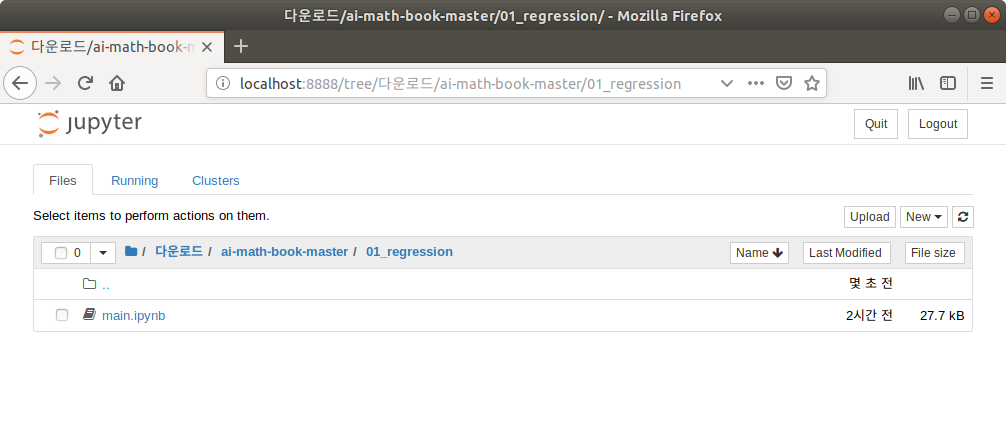 다운로드/ai-math-book-master/01_regression/ - Mozilla Firefox
다운로드/ai-math-book-m
localhost:8888/tree/다운로드/ai-math-book-master/01_regression
jupyter Quit Logout
Files Running Clusters
Select items to perform actions on them. Upload New
0 / 다운로드 / ai-math-book-master / 01_regression Name Last Modified File size
.. 몇 초 전
main.ipynb 2시간 전 27.7 kB